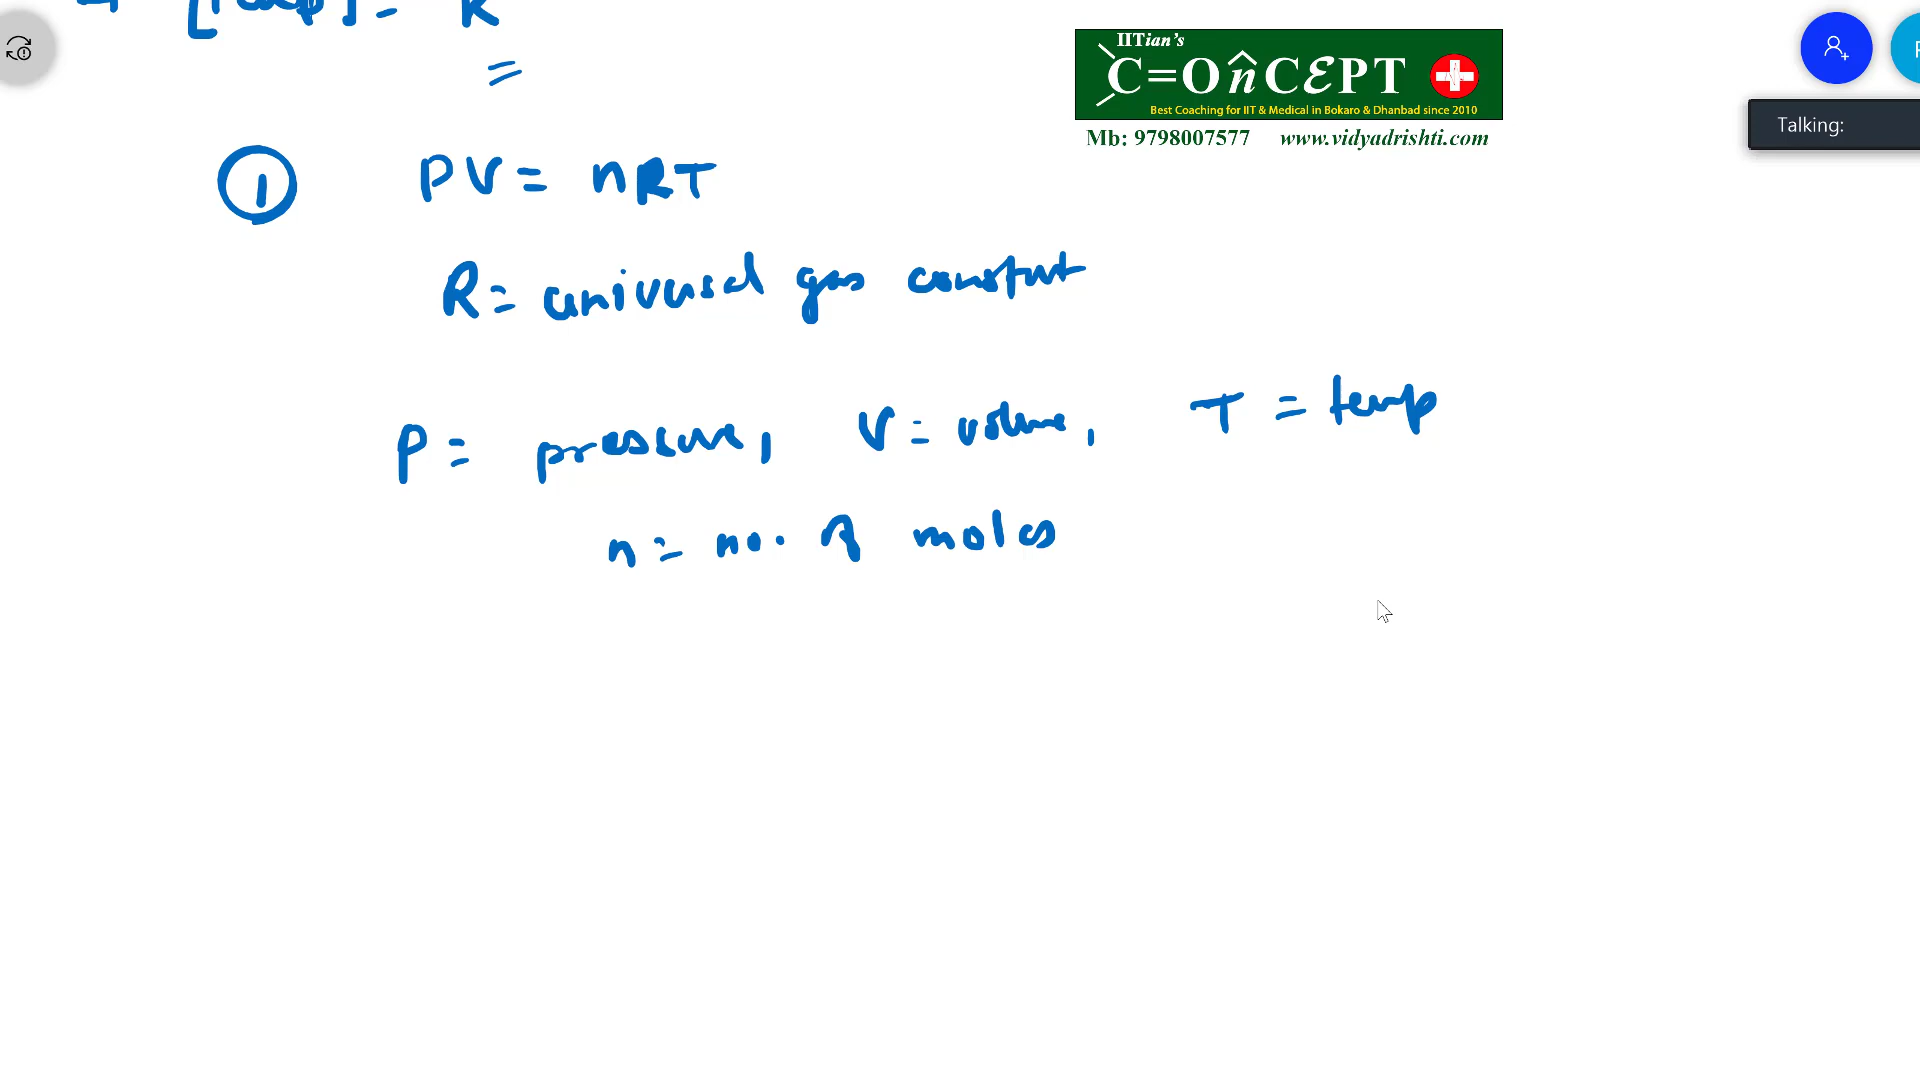 [Temp] = K
IITian's
C=OnCEPT
Best Coaching for IIT & Medical in Bokaro & Dhanbad since 2010
Mb: 9798007577 www.vidyadrishti.com
Talking:
① PV = nRT
R = universal gas constant
P = pressure, V = volume, T = temp
n = no. of moles